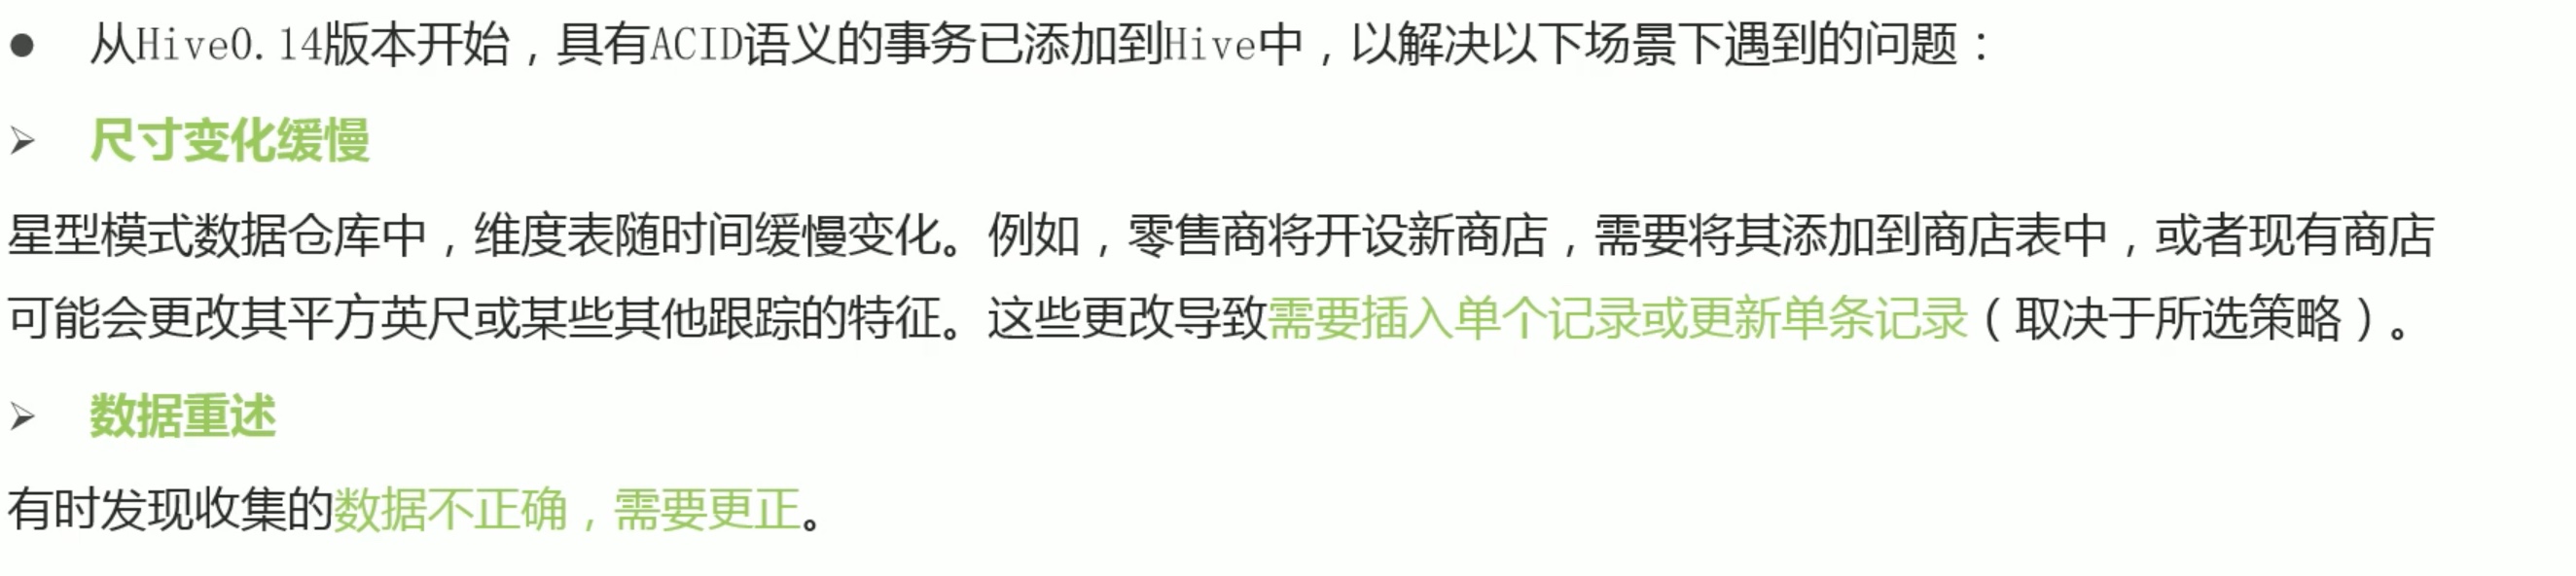 ● 从Hive0.14版本开始，具有ACID语义的事务已添加到Hive中，以解决以下场景下遇到的问题：
➢ 尺寸变化缓慢
星型模式数据仓库中，维度表随时间缓慢变化。例如，零售商将开设新商店，需要将其添加到商店表中，或者现有商店
可能会更改其平方英尺或某些其他跟踪的特征。这些更改导致需要插入单个记录或更新单条记录（取决于所选策略）。
➢ 数据重述
有时发现收集的数据不正确，需要更正。